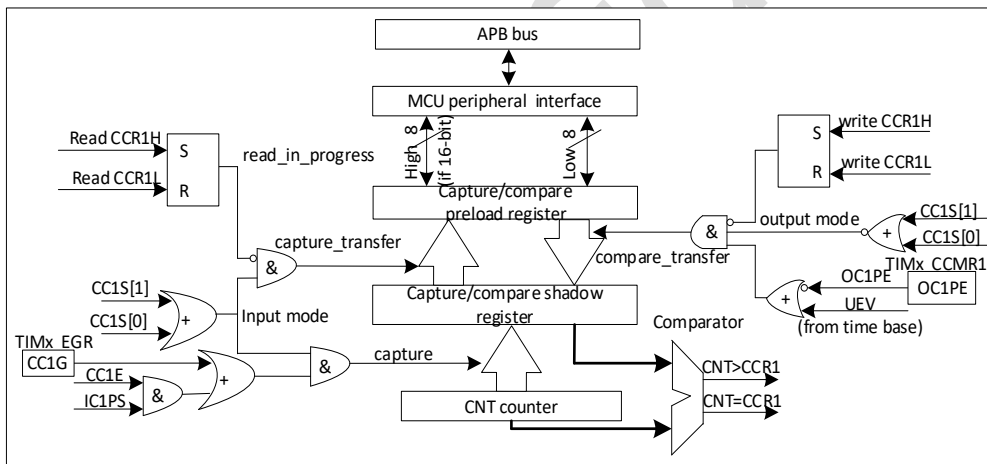 APB bus
MCU peripheral interface
Read CCR1H
Read CCR1L
S
R
read_in_progress
High 8
(if 16-bit)
Low 8
S
R
write CCR1H
write CCR1L
Capture/compare
preload register
capture_transfer
compare_transfer
&
&
output mode
+
CC1S[1]
CC1S[0]
TIMx_CCMR1
OC1PE
OC1PE
UEV
(from time base)
+
CC1S[1]
CC1S[0]
+
Input mode
Capture/compare shadow
register
TIMx_EGR
CC1G
CC1E
IC1PS
&
+
&
capture
CNT counter
Comparator
CNT>CCR1
CNT=CCR1